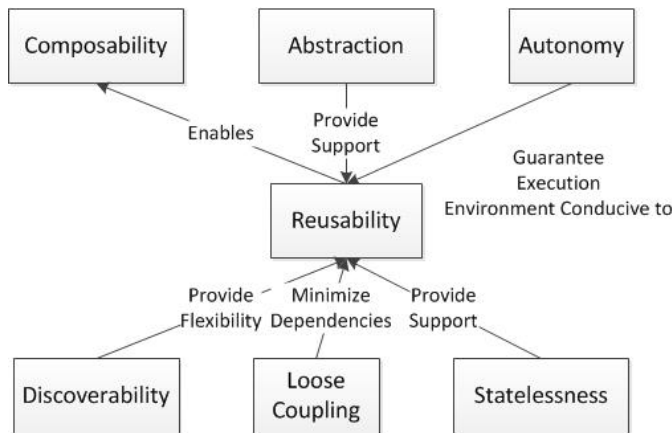 Composability
Abstraction
Autonomy
Enables
Provide
Support
Guarantee
Execution
Environment Conducive to
Reusability
Provide
Flexibility
Minimize
Dependencies
Provide
Support
Discoverability
Loose
Coupling
Statelessness